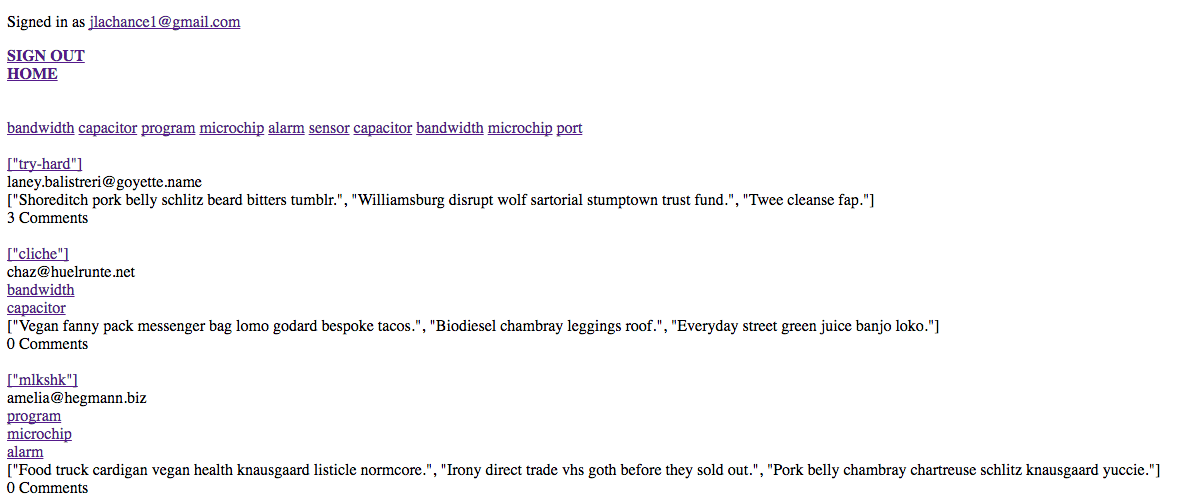 Signed in as jlachance1@gmail.com
SIGN OUT
HOME
bandwidth capacitor program microchip alarm sensor capacitor bandwidth microchip port
["try-hard"]
laney.balistreri@goyette.name
["Shoreditch pork belly schlitz beard bitters tumblr.", "Williamsburg disrupt wolf sartorial stumptown trust fund.", "Twee cleanse fap."]
3 Comments
["cliche"]
chaz@huelrunte.net
bandwidth
capacitor
["Vegan fanny pack messenger bag lomo godard bespoke tacos.", "Biodiesel chambray leggings roof.", "Everyday street green juice banjo loko."]
0 Comments
["mlkshk"]
amelia@hegmann.biz
program
microchip
alarm
["Food truck cardigan vegan health knausgaard listicle normcore.", "Irony direct trade vhs goth before they sold out.", "Pork belly chambray chartreuse schlitz knausgaard yuccie."]
0 Comments